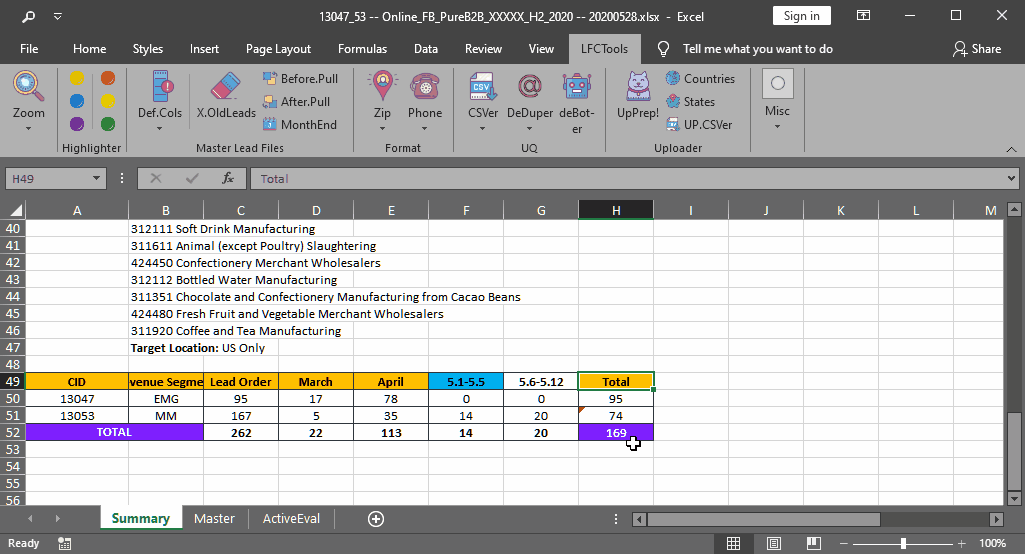 13047_53 -- Online_FB_PureB2B_XXXXX_H2_2020 -- 20200528.xlsx - Excel
Sign in
File Home Styles Insert Page Layout Formulas Data Review View LFCTools Tell me what you want to do Share
Zoom
Highlighter
Def.Cols X.OldLeads Before.Pull
After.Pull
MonthEnd
Master Lead Files
Zip Phone
Format
CSVer DeDuper deBot-
er
UQ
UpPrep! Countries
States
UP.CSVer
Uploader
Misc
H49 fx Total
A B C D E F G H I J K L M
40 312111 Soft Drink Manufacturing
41 311611 Animal (except Poultry) Slaughtering
42 424450 Confectionery Merchant Wholesalers
43 312112 Bottled Water Manufacturing
44 311351 Chocolate and Confectionery Manufacturing from Cacao Beans
45 424480 Fresh Fruit and Vegetable Merchant Wholesalers
46 311920 Coffee and Tea Manufacturing
47 Target Location: US Only
48
49 CID venue Segme Lead Order March April 5.1-5.5 5.6-5.12 Total
50 13047 EMG 95 17 78 0 0 95
51 13053 MM 167 5 35 14 20 74
52 TOTAL 262 22 113 14 20 169
53
54
55
56
Summary Master ActiveEval
Ready 100%